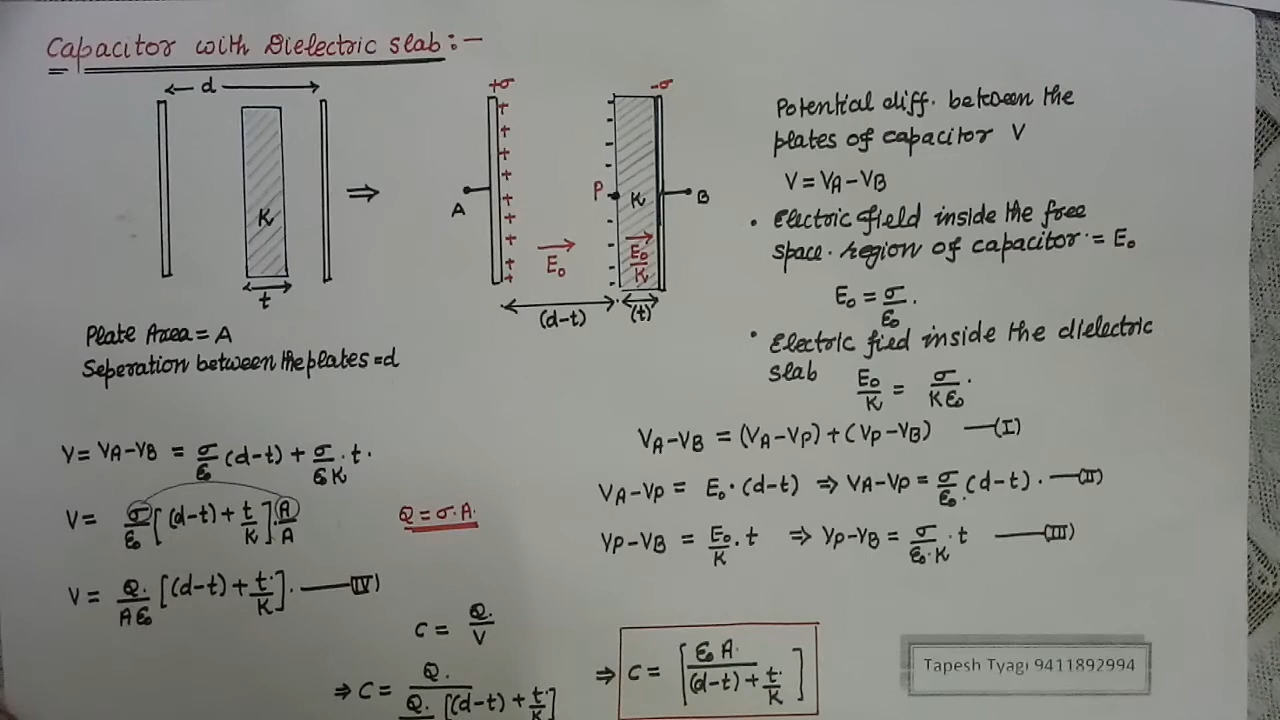 Capacitor with Dielectric slab:-
d
K
t
Plate Area = A
Seperation between the plates = d
+σ
-σ
A
P
K
B
E₀
E₀/K
(d-t)
(t)
Potential diff. between the
plates of capacitor V
V = VA - VB
• Electric field inside the free
space region of capacitor = E₀
E₀ = σ/ε₀.
• Electric fied inside the dielectric
slab E₀/K = σ/Kε₀.
VA - VB = (VA - VP) + (VP - VB) —(I)
VA - VP = E₀·(d-t) ⇒ VA - VP = σ/ε₀.(d-t). —(II)
VP - VB = E₀/K . t ⇒ VP - VB = σ/ε₀·K · t —(III)
V = VA - VB = σ/ε₀ (d-t) + σ/ε₀K . t.
V = σ/ε₀ [(d-t) + t/K] . A/A
Q = σ.A.
V = Q./Aε₀ [(d-t) + t/K]. —(IV)
C = Q./V
⇒ C = Q./Q. [(d-t) + t/K]
⇒ C = [ε₀A./(d-t) + t/K]
Tapesh Tyagi 9411892994